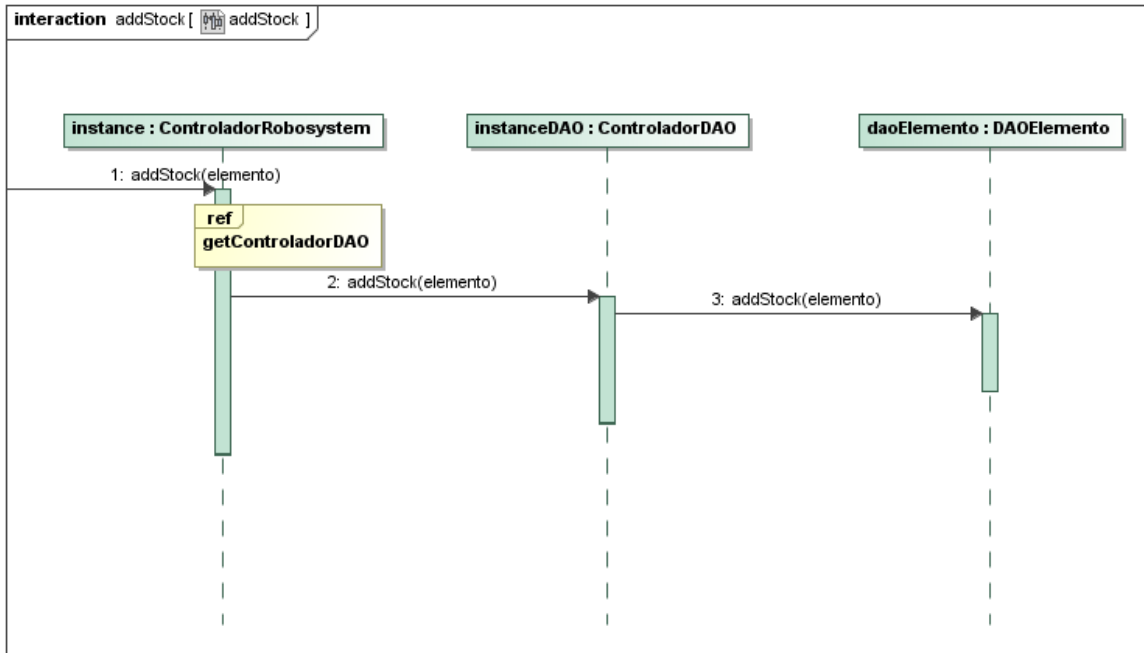 interaction addStock [ addStock ]
instance : ControladorRobosystem
instanceDAO : ControladorDAO
daoElemento : DAOElemento
1: addStock(elemento)
ref
getControladorDAO
2: addStock(elemento)
3: addStock(elemento)